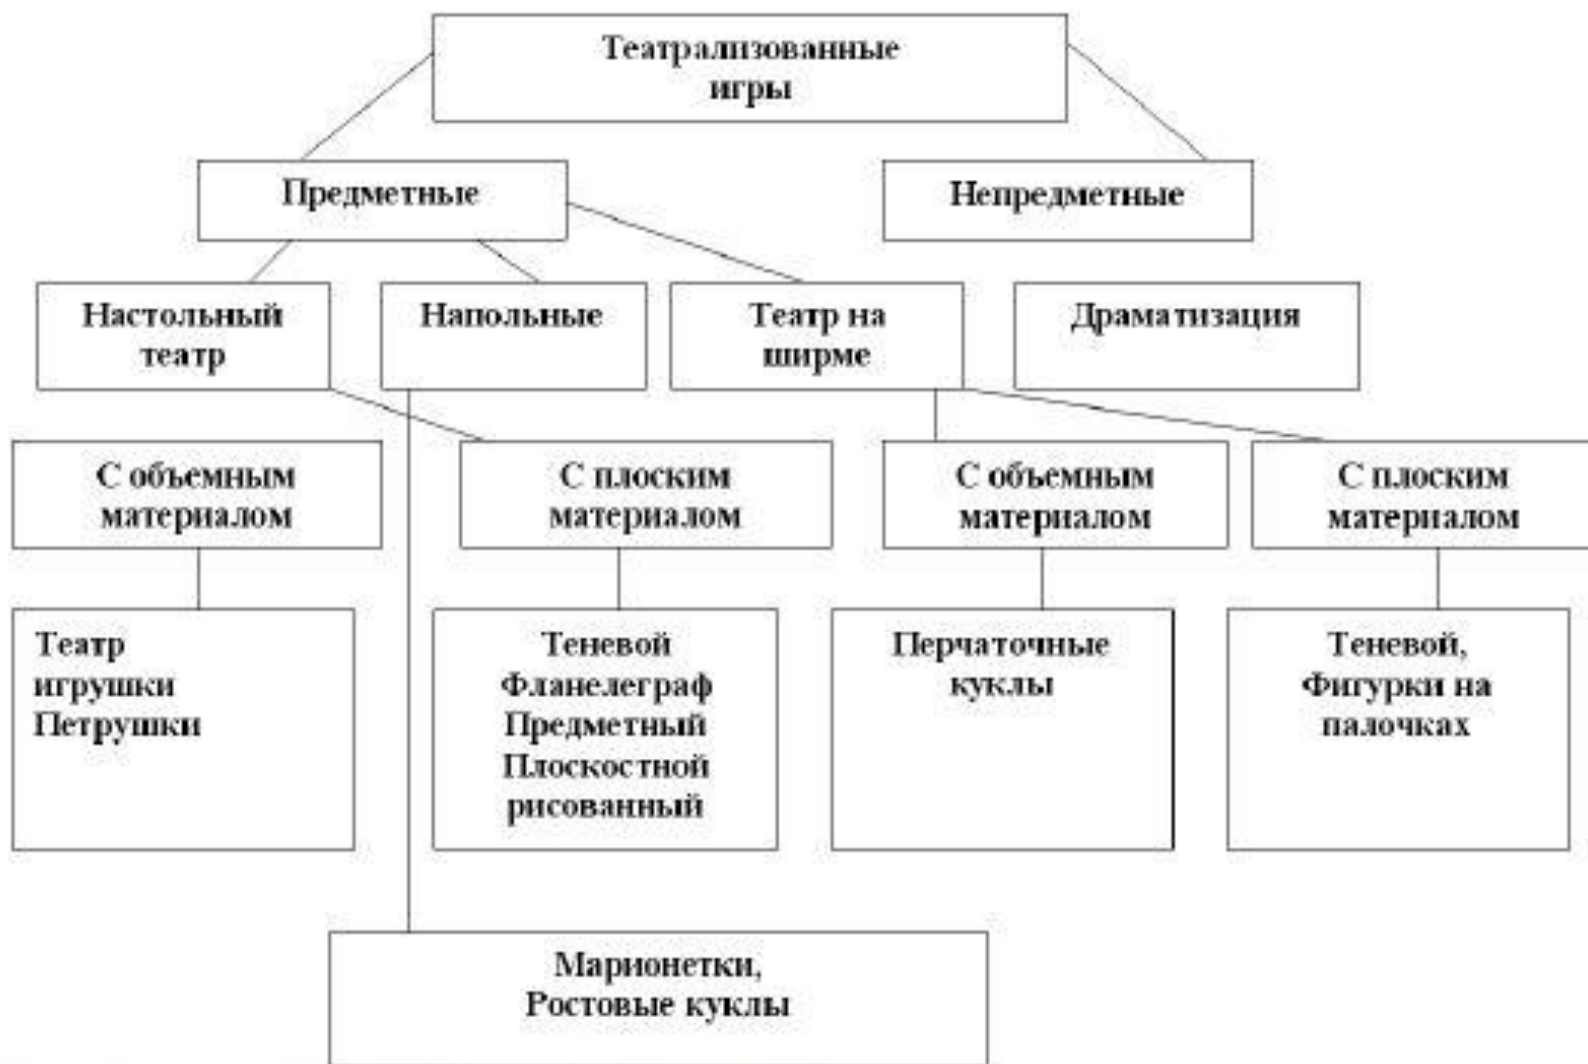 Театрализованные
игры
Предметные
Непредметные
Настольный
театр
Напольные
Театр на
ширме
Драматизация
С объемным
материалом
С плоским
материалом
С объемным
материалом
С плоским
материалом
Театр
игрушки
Петрушки
Теневой
Фланелеграф
Предметный
Плоскостной
рисованный
Перчаточные
куклы
Теневой,
Фигурки на
палочках
Марионетки,
Ростовые куклы